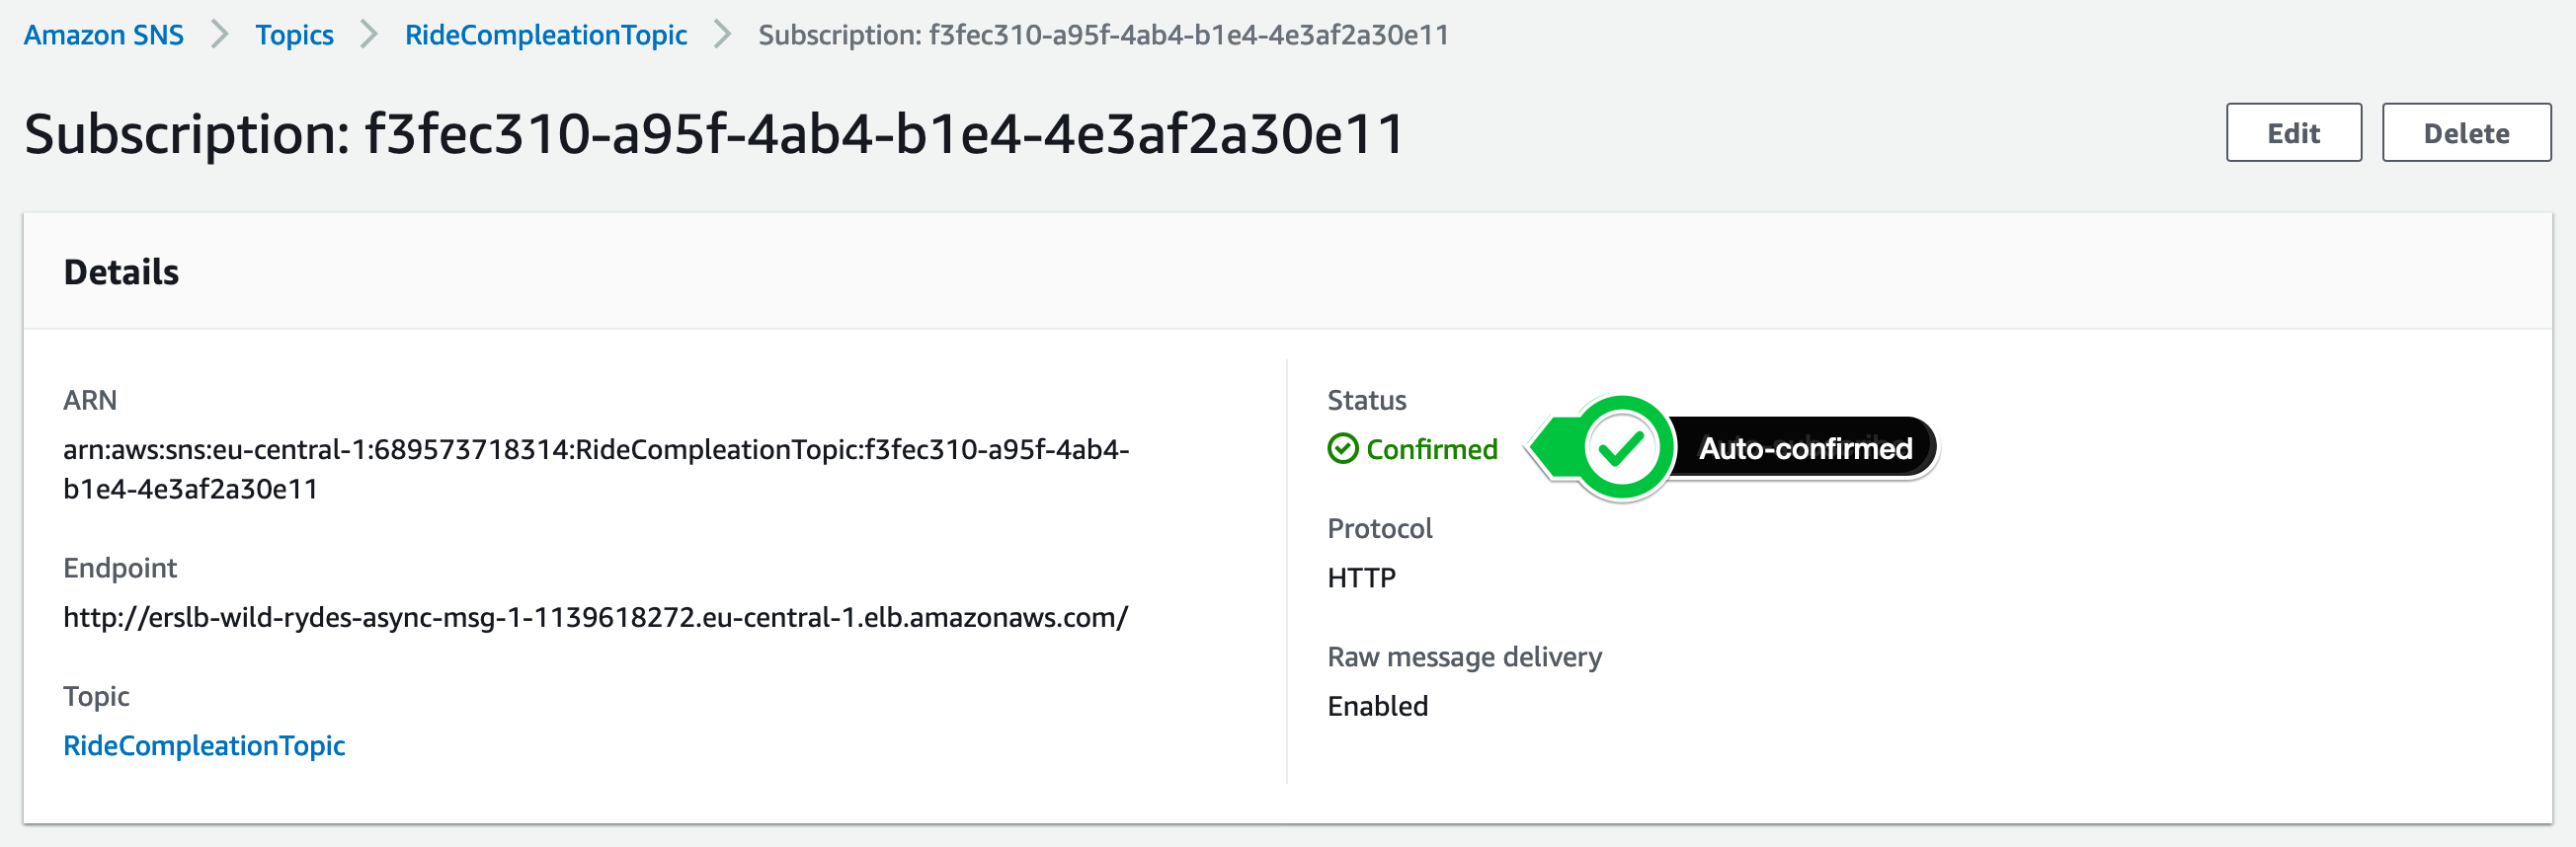 Amazon SNS > Topics > RideCompleationTopic > Subscription: f3fec310-a95f-4ab4-b1e4-4e3af2a30e11
Subscription: f3fec310-a95f-4ab4-b1e4-4e3af2a30e11
Edit
Delete
Details
ARN
arn:aws:sns:eu-central-1:689573718314:RideCompleationTopic:f3fec310-a95f-4ab4-
b1e4-4e3af2a30e11
Endpoint
http://erslb-wild-rydes-async-msg-1-1139618272.eu-central-1.elb.amazonaws.com/
Topic
RideCompleationTopic
Status
Confirmed
Auto-confirmed
Protocol
HTTP
Raw message delivery
Enabled